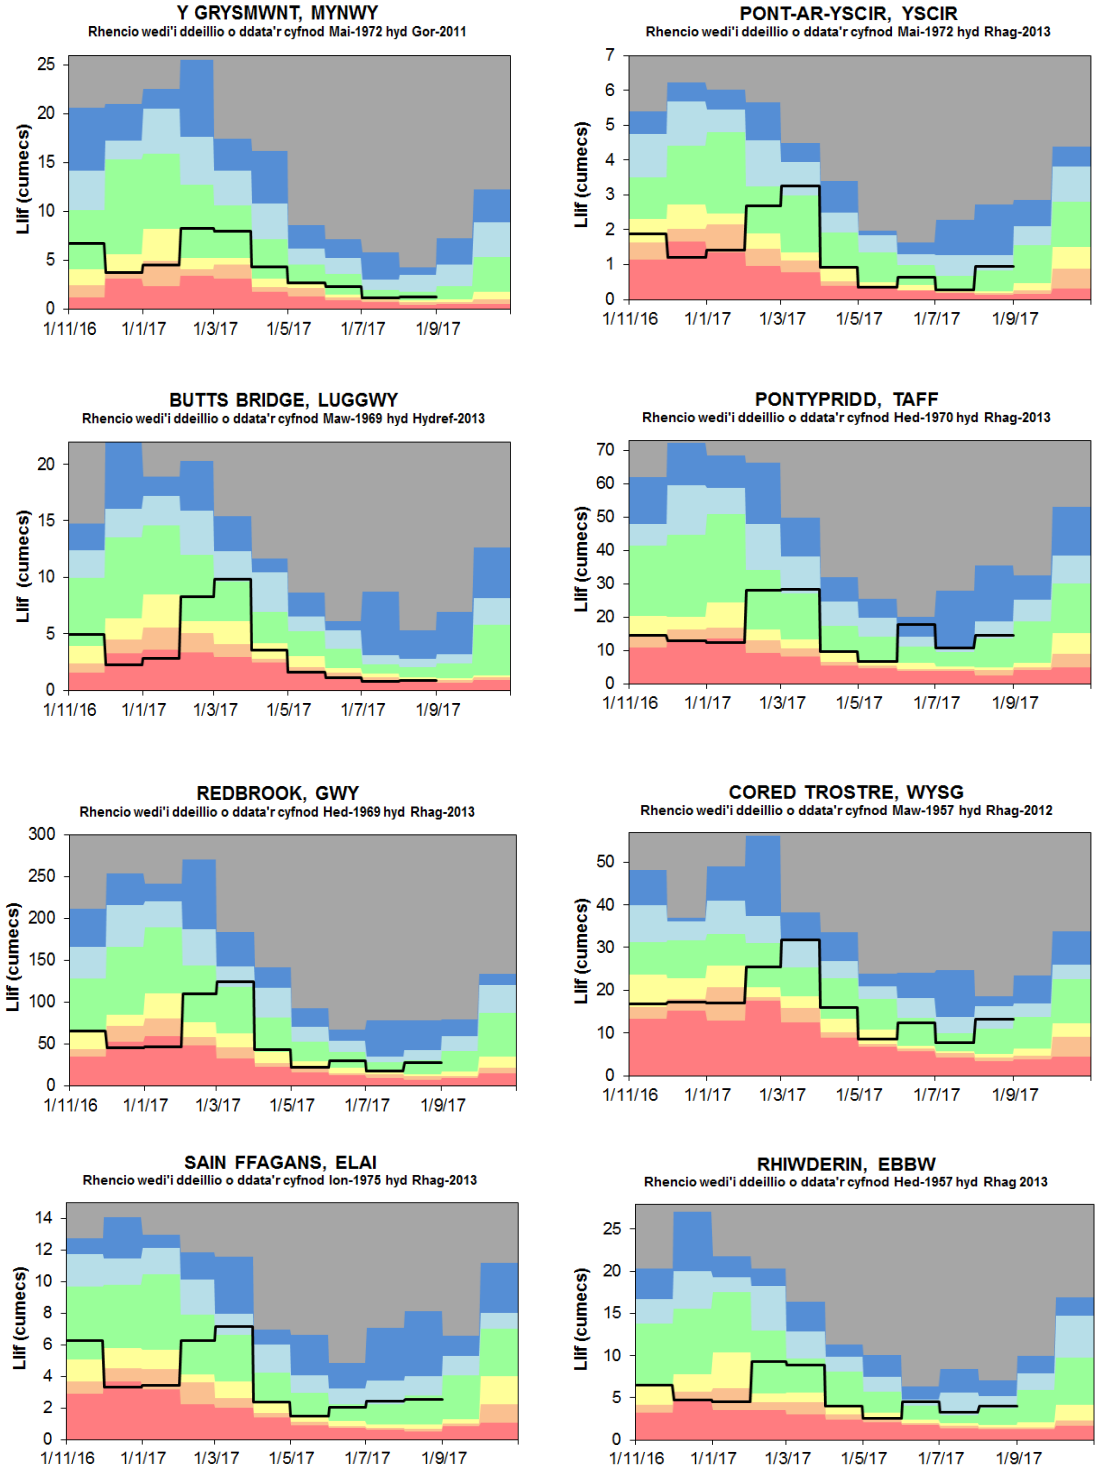 Y GRYSMWNT, MYNWY
Rhencio wedi'i ddeillio o ddata'r cyfnod Mai-1972 hyd Gor-2011
Llif (cumecs)
25
20
15
10
5
0
1/11/16 1/1/17 1/3/17 1/5/17 1/7/17 1/9/17
PONT-AR-YSCIR, YSCIR
Rhencio wedi'i ddeillio o ddata'r cyfnod Mai-1972 hyd Rhag-2013
Llif (cumecs)
7
6
5
4
3
2
1
0
1/11/16 1/1/17 1/3/17 1/5/17 1/7/17 1/9/17
BUTTS BRIDGE, LUGGWY
Rhencio wedi'i ddeillio o ddata'r cyfnod Maw-1969 hyd Hydref-2013
Llif (cumecs)
20
15
10
5
0
1/11/16 1/1/17 1/3/17 1/5/17 1/7/17 1/9/17
PONTYPRIDD, TAFF
Rhencio wedi'i ddeillio o ddata'r cyfnod Hed-1970 hyd Rhag-2013
Llif (cumecs)
70
60
50
40
30
20
10
0
1/11/16 1/1/17 1/3/17 1/5/17 1/7/17 1/9/17
REDBROOK, GWY
Rhencio wedi'i ddeillio o ddata'r cyfnod Hed-1969 hyd Rhag-2013
Llif (cumecs)
300
250
200
150
100
50
0
1/11/16 1/1/17 1/3/17 1/5/17 1/7/17 1/9/17
CORED TROSTRE, WYSG
Rhencio wedi'i ddeillio o ddata'r cyfnod Maw-1957 hyd Rhag-2012
Llif (cumecs)
50
40
30
20
10
0
1/11/16 1/1/17 1/3/17 1/5/17 1/7/17 1/9/17
SAIN FFAGANS, ELAI
Rhencio wedi'i ddeillio o ddata'r cyfnod Ion-1975 hyd Rhag-2013
Llif (cumecs)
14
12
10
8
6
4
2
0
1/11/16 1/1/17 1/3/17 1/5/17 1/7/17 1/9/17
RHIWDERIN, EBBW
Rhencio wedi'i ddeillio o ddata'r cyfnod Hed-1957 hyd Rhag 2013
Llif (cumecs)
25
20
15
10
5
0
1/11/16 1/1/17 1/3/17 1/5/17 1/7/17 1/9/17